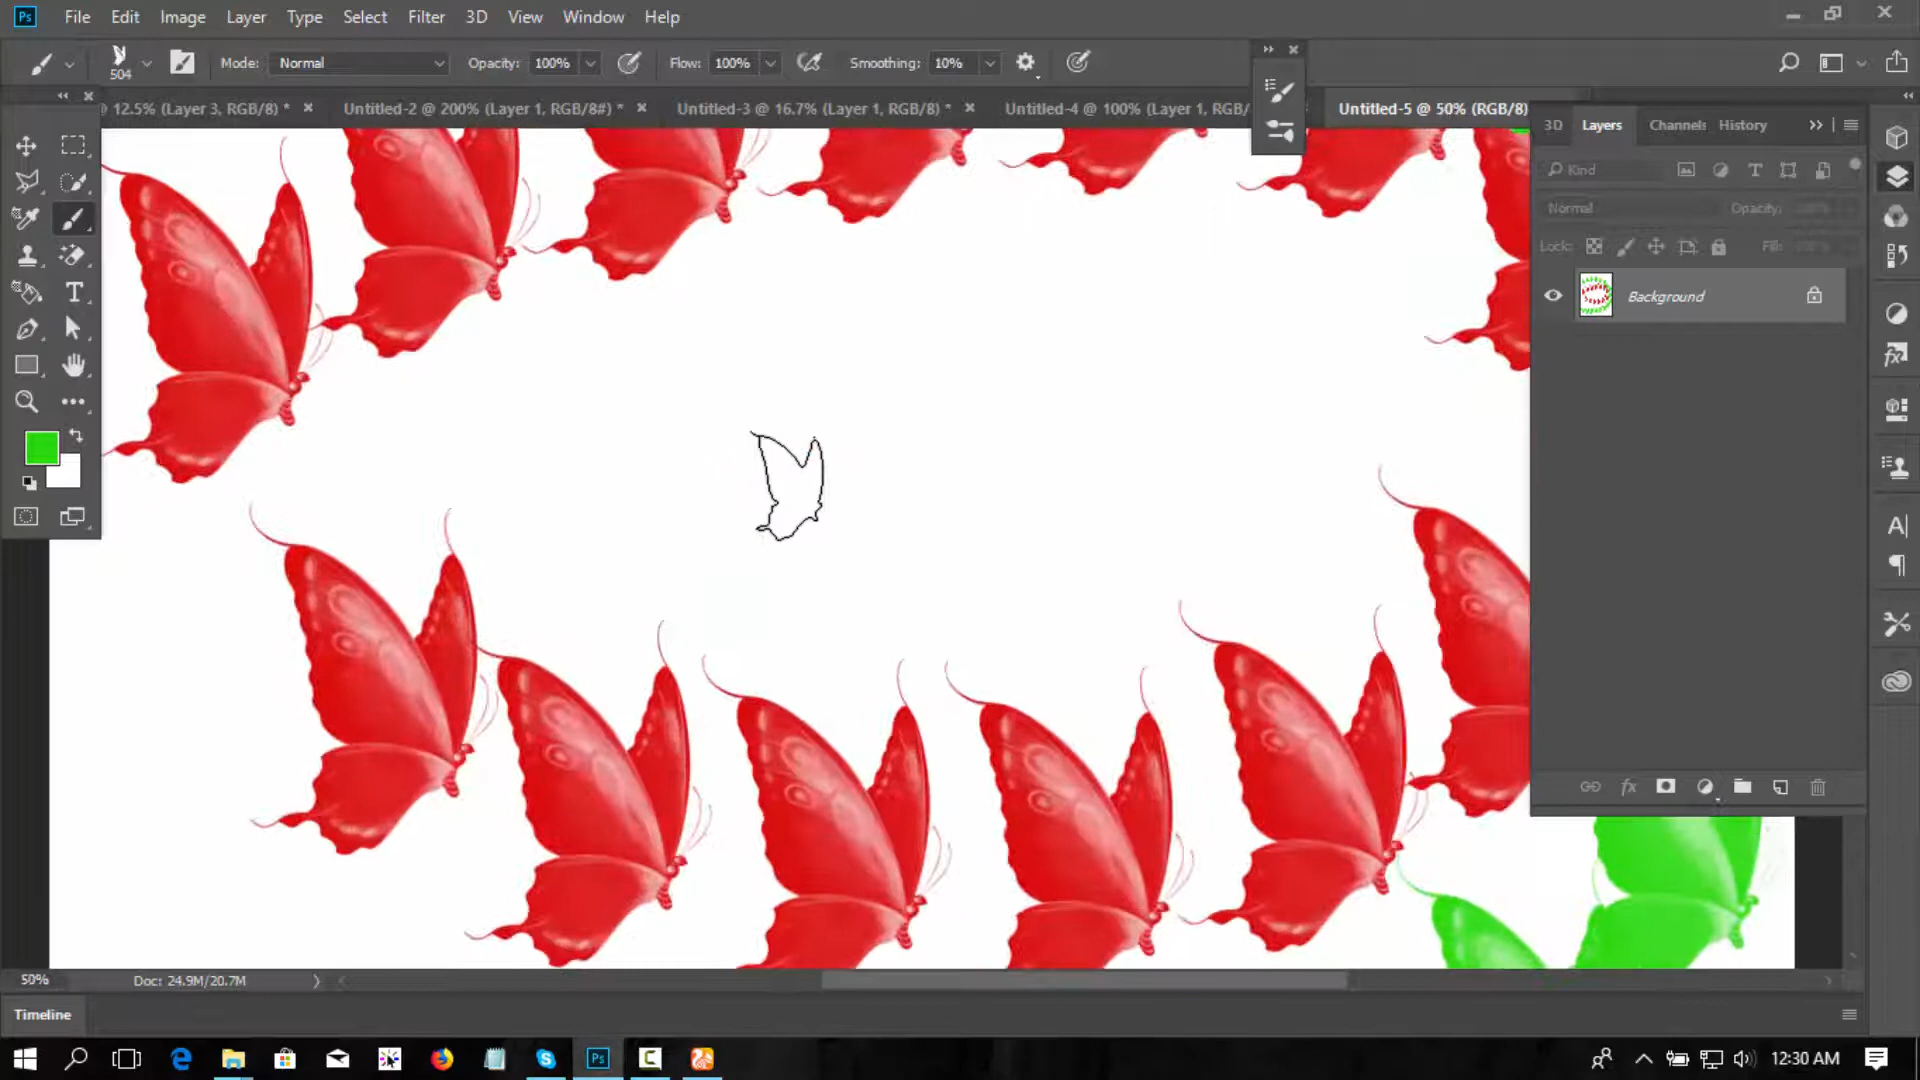 Ps File Edit Image Layer Type Select Filter 3D View Window Help
504 Mode: Normal Opacity: 100% Flow: 100% Smoothing: 10%
12.5% (Layer 3, RGB/8) * Untitled-2 @ 200% (Layer 1, RGB/8#) * Untitled-3 @ 16.7% (Layer 1, RGB/8) * Untitled-4 @ 100% (Layer 1, RGB/ Untitled-5 @ 50% (RGB/8)
3D Layers Channels History
Kind
Normal Opacity: 100%
Lock: Fill:
Background
50% Doc: 24.9M/20.7M
Timeline
12:30 AM